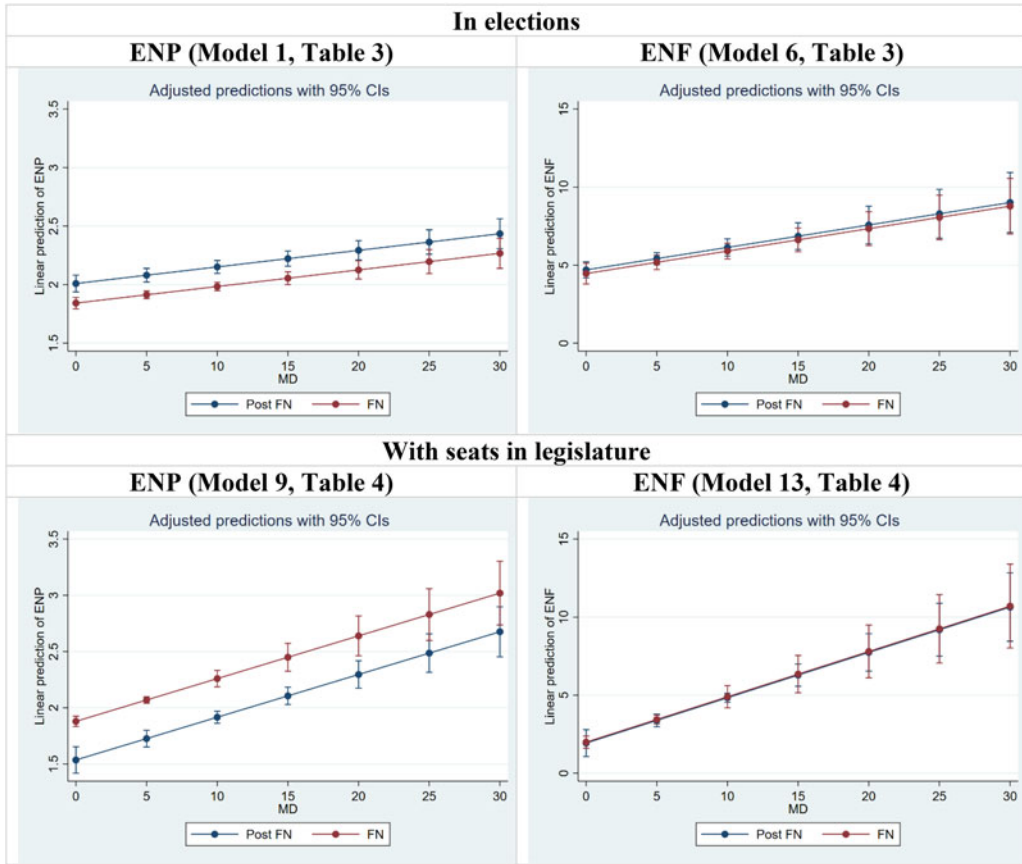 In elections
ENP (Model 1, Table 3)
ENF (Model 6, Table 3)
Adjusted predictions with 95% CIs
Linear prediction of ENP
3.5
3
2.5
2
1.5
0 5 10 15 20 25 30
MD
Post FN FN
Adjusted predictions with 95% CIs
Linear prediction of ENF
15
10
5
0
0 5 10 15 20 25 30
MD
Post FN FN
With seats in legislature
ENP (Model 9, Table 4)
ENF (Model 13, Table 4)
Adjusted predictions with 95% CIs
Linear prediction of ENP
3.5
3
2.5
2
1.5
0 5 10 15 20 25 30
MD
Post FN FN
Adjusted predictions with 95% CIs
Linear prediction of ENF
15
10
5
0
0 5 10 15 20 25 30
MD
Post FN FN